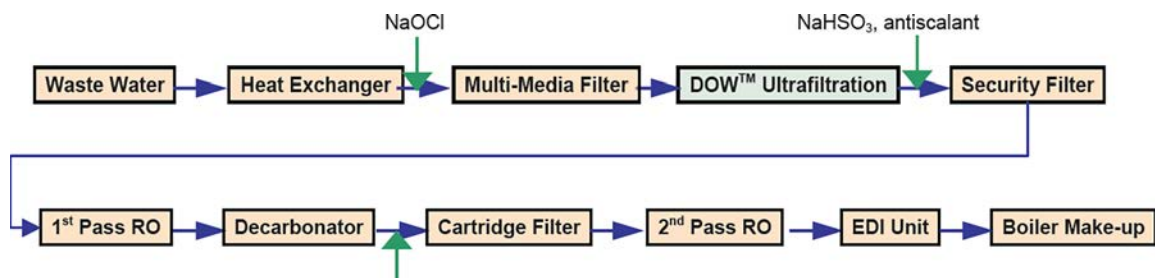 NaOCl
NaHSO₃, antiscalant
Waste Water
Heat Exchanger
Multi-Media Filter
DOW™ Ultrafiltration
Security Filter
1st Pass RO
Decarbonator
Cartridge Filter
2nd Pass RO
EDI Unit
Boiler Make-up